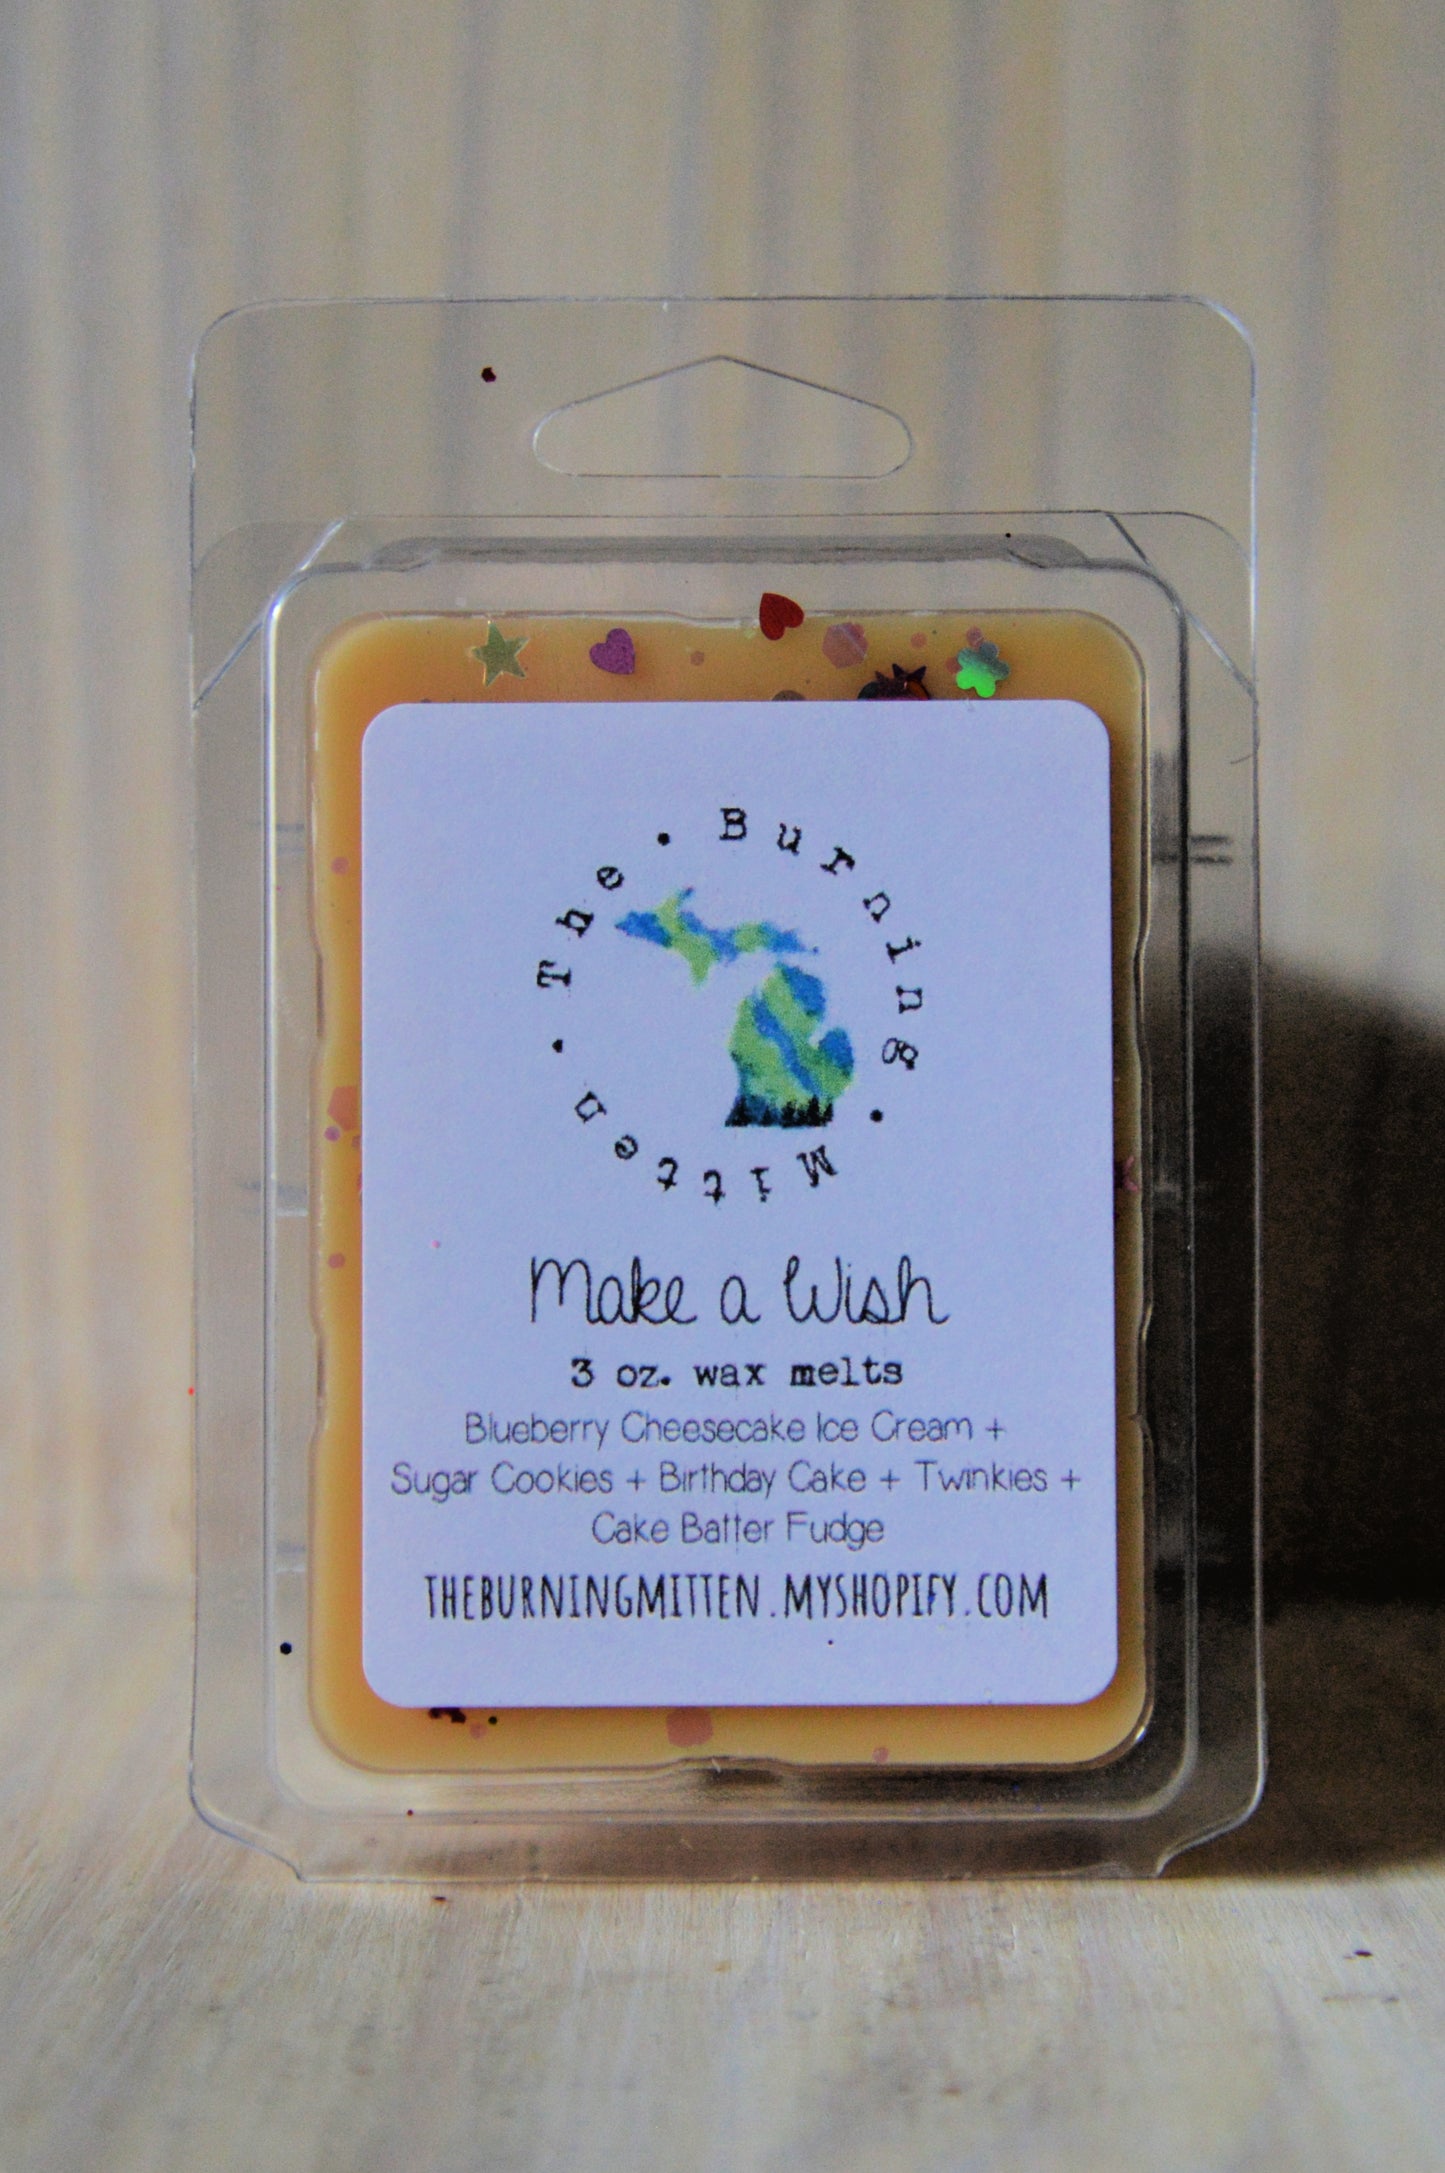 The • Burning • Mitten •
Make a Wish
3 oz. wax melts
Blueberry Cheesecake Ice Cream +
Sugar Cookies + Birthday Cake + Twinkies +
Cake Batter Fudge
THEBURNINGMITTEN.MYSHOPIFY.COM